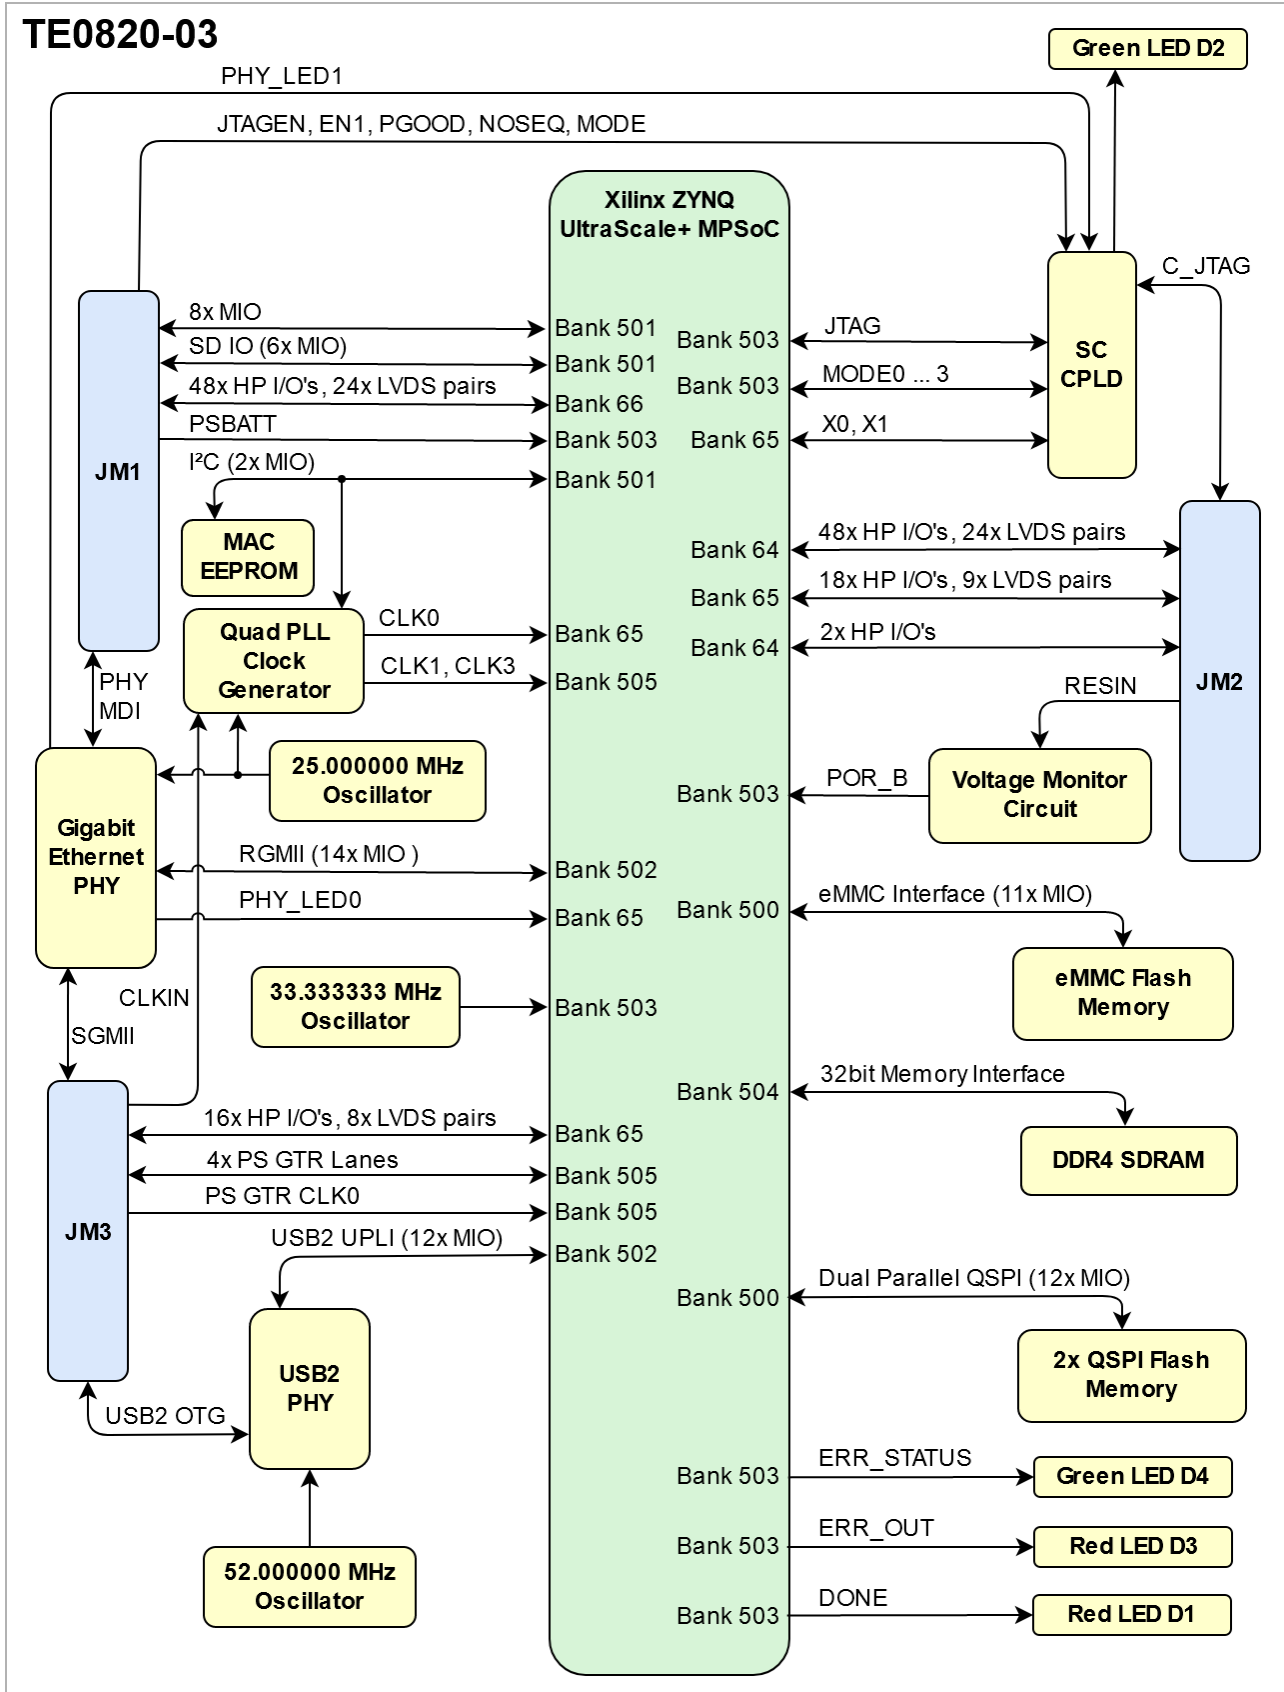 TE0820-03
Green LED D2
PHY_LED1
JTAGEN, EN1, PGOOD, NOSEQ, MODE
Xilinx ZYNQ
UltraScale+ MPSoC
C_JTAG
8x MIO
Bank 501
SD IO (6x MIO)
Bank 501
48x HP I/O's, 24x LVDS pairs
Bank 66
PSBATT
Bank 503
I²C (2x MIO)
Bank 501
JM1
Bank 503
JTAG
Bank 503
MODE0 ... 3
Bank 65
X0, X1
SC
CPLD
MAC
EEPROM
Bank 64
48x HP I/O's, 24x LVDS pairs
Bank 65
18x HP I/O's, 9x LVDS pairs
Bank 64
2x HP I/O's
JM2
Quad PLL
Clock
Generator
CLK0
Bank 65
CLK1, CLK3
Bank 505
PHY
MDI
RESIN
25.000000 MHz
Oscillator
Bank 503
POR_B
Voltage Monitor
Circuit
Gigabit
Ethernet
PHY
RGMII (14x MIO )
Bank 502
PHY_LED0
Bank 65
Bank 500
eMMC Interface (11x MIO)
eMMC Flash
Memory
CLKIN
SGMII
33.333333 MHz
Oscillator
Bank 503
Bank 504
32bit Memory Interface
DDR4 SDRAM
16x HP I/O's, 8x LVDS pairs
Bank 65
4x PS GTR Lanes
Bank 505
PS GTR CLK0
Bank 505
JM3
USB2 UPLI (12x MIO)
Bank 502
Bank 500
Dual Parallel QSPI (12x MIO)
2x QSPI Flash
Memory
USB2
PHY
USB2 OTG
Bank 503
ERR_STATUS
Green LED D4
Bank 503
ERR_OUT
Red LED D3
52.000000 MHz
Oscillator
Bank 503
DONE
Red LED D1